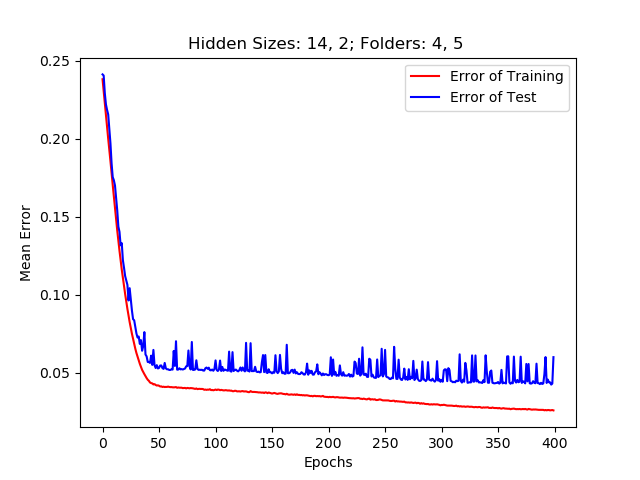 Hidden Sizes: 14, 2; Folders: 4, 5
Error of Training
Error of Test
Mean Error
0.25
0.20
0.15
0.10
0.05
0 50 100 150 200 250 300 350 400
Epochs